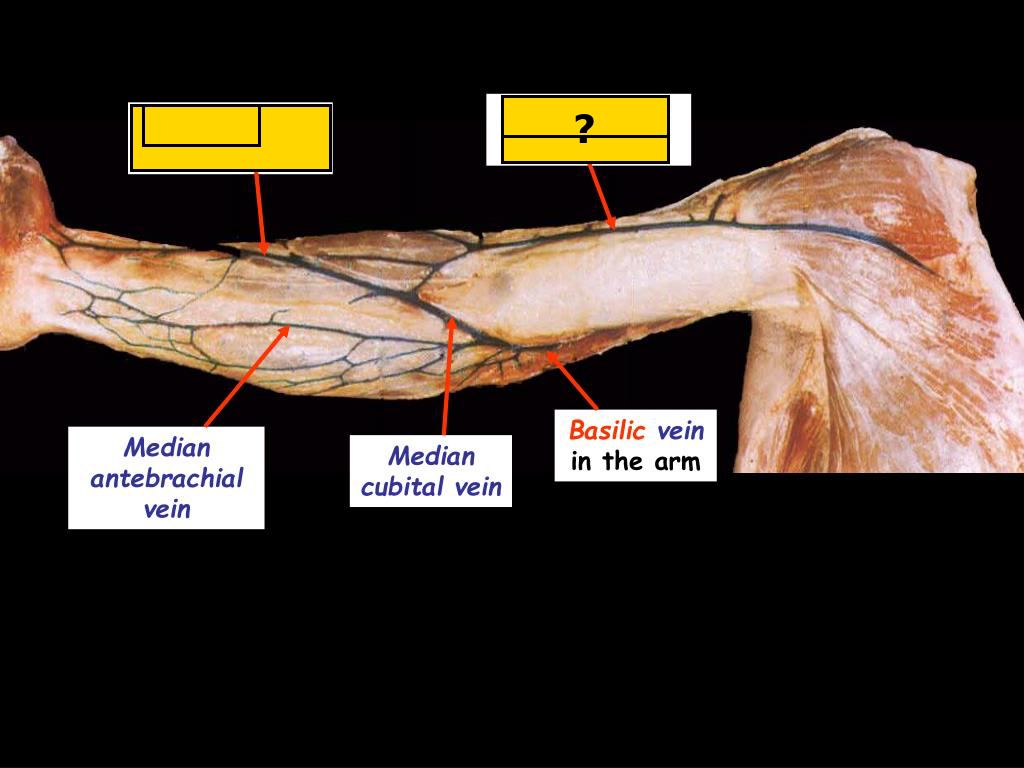 ?
Median
antebrachial
vein
Median
cubital vein
Basilic vein
in the arm